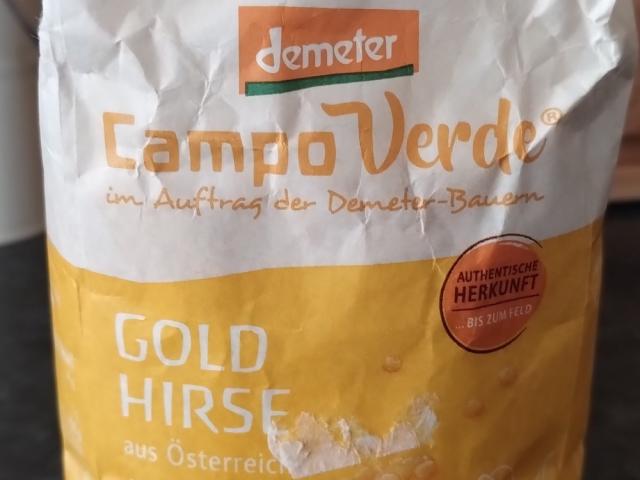 demeter
Campo Verde®
im Auftrag der Demeter-Bauern
AUTHENTISCHE
HERKUNFT
... BIS ZUM FELD
GOLD
HIRSE
aus Österreich